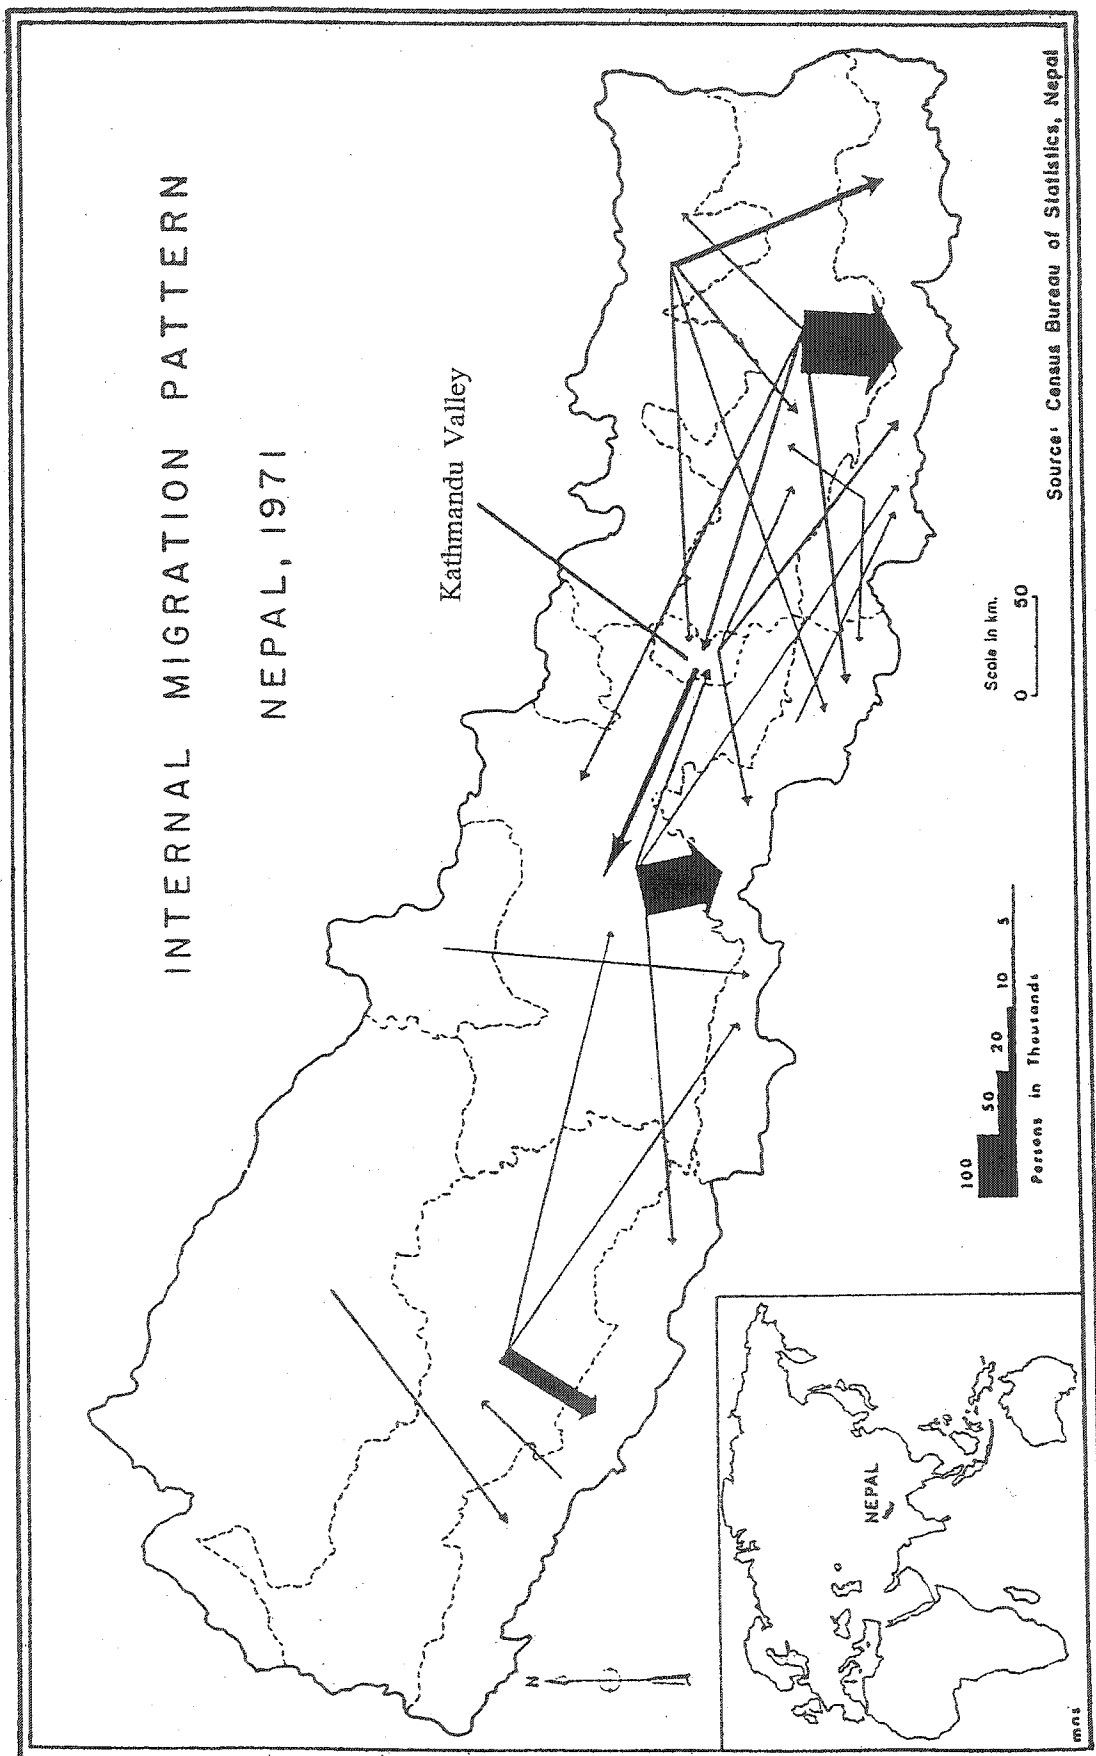 INTERNAL MIGRATION PATTERN
NEPAL, 1971
Kathmandu Valley
N
NEPAL
100
50
20
10
5
Persons in Thousands
Scale in km.
0 50
Source: Census Bureau of Statistics, Nepal
mns